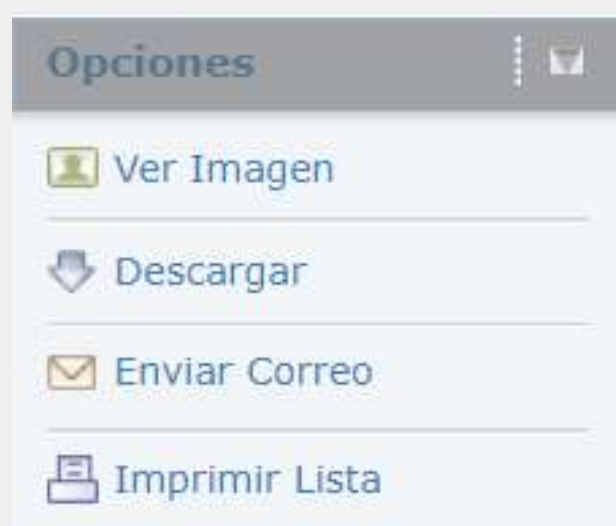 Opciones
Ver Imagen
Descargar
Enviar Correo
Imprimir Lista